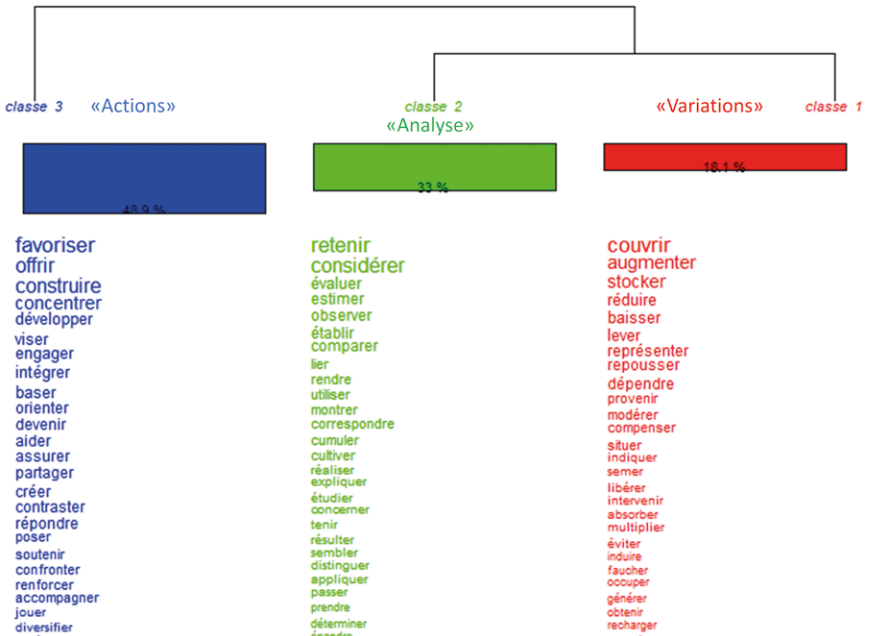 classe 3 «Actions»
48.9 %
favoriser
offrir
construire
concentrer
développer
viser
engager
intégrer
baser
orienter
devenir
aider
assurer
partager
créer
contraster
répondre
poser
soutenir
confronter
renforcer
accompagner
jouer
diversifier
classe 2
«Analyse»
33 %
retenir
considérer
évaluer
estimer
observer
établir
comparer
lier
rendre
utiliser
montrer
correspondre
cumuler
cultiver
réaliser
expliquer
étudier
concerner
tenir
résulter
sembler
distinguer
appliquer
passer
prendre
déterminer
«Variations» classe 1
18.1 %
couvrir
augmenter
stocker
réduire
baisser
lever
représenter
repousser
dépendre
provenir
modérer
compenser
situer
indiquer
semer
libérer
intervenir
absorber
multiplier
éviter
induire
faucher
occuper
générer
obtenir
recharger